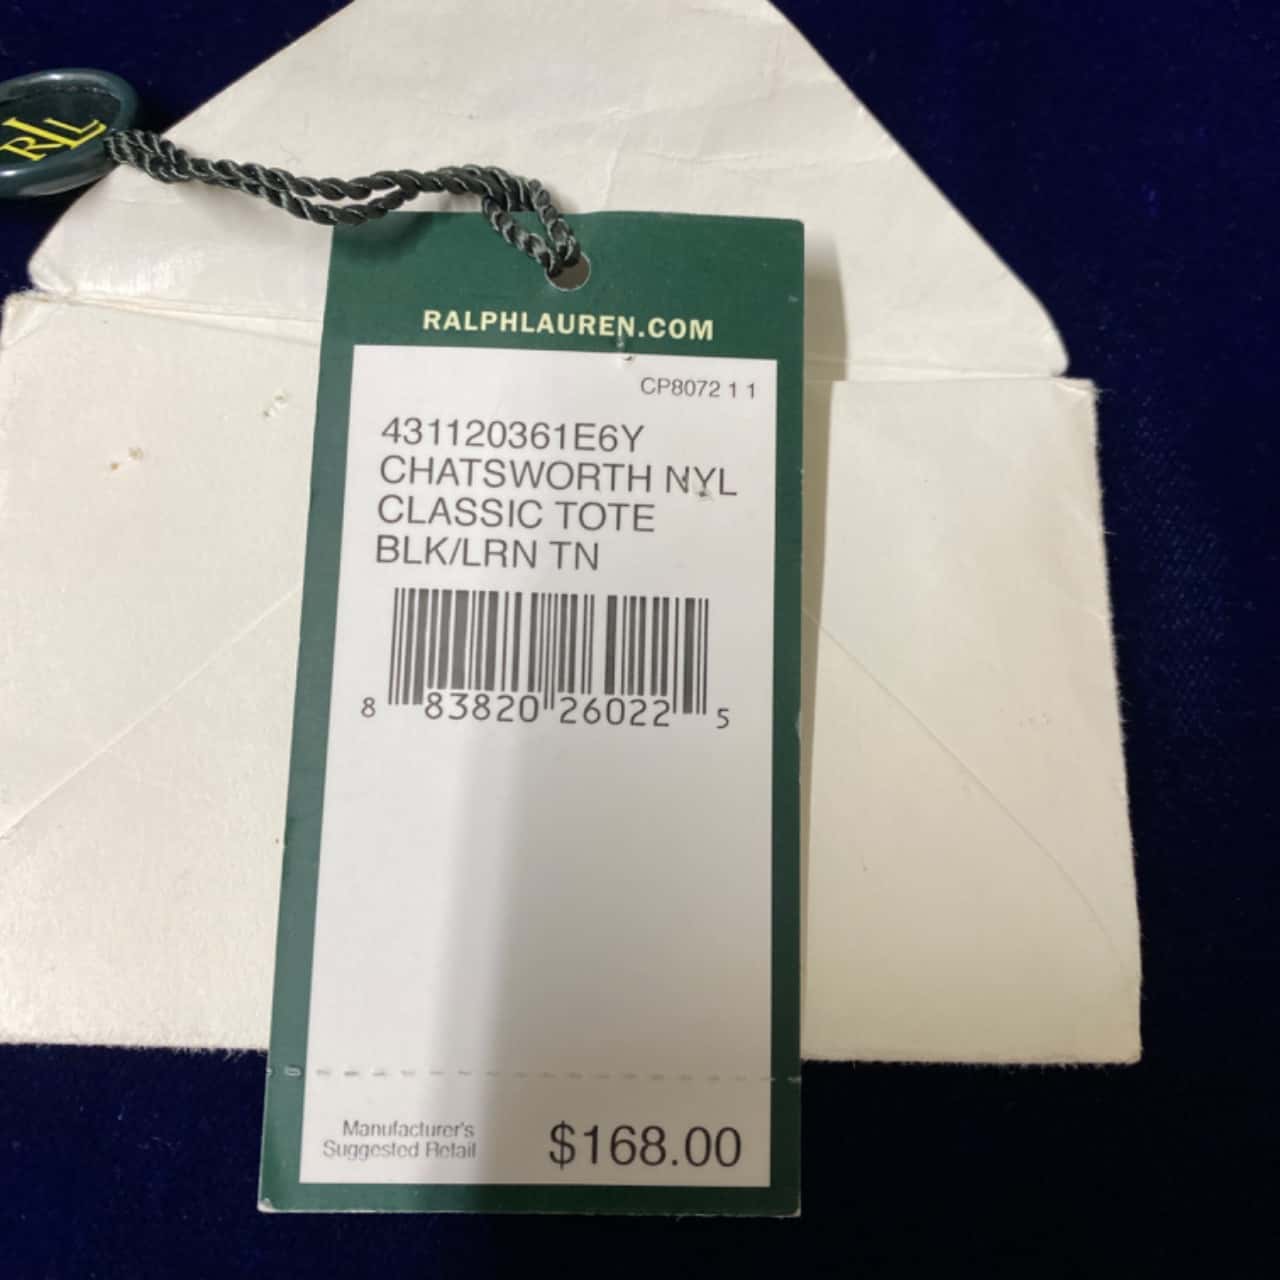 RLL
RALPHLAUREN.COM
CP8072 1 1
431120361E6Y
CHATSWORTH NYL
CLASSIC TOTE
BLK/LRN TN
8 83820 26022 5
Manufacturer's
Suggested Retail
$168.00